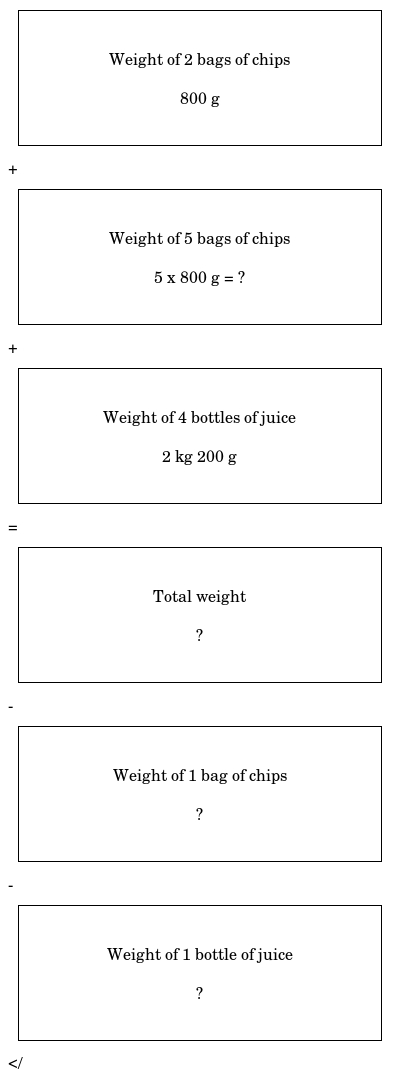 Weight of 2 bags of chips
800 g
+
Weight of 5 bags of chips
5 x 800 g = ?
+
Weight of 4 bottles of juice
2 kg 200 g
=
Total weight
?
-
Weight of 1 bag of chips
?
-
Weight of 1 bottle of juice
?
</